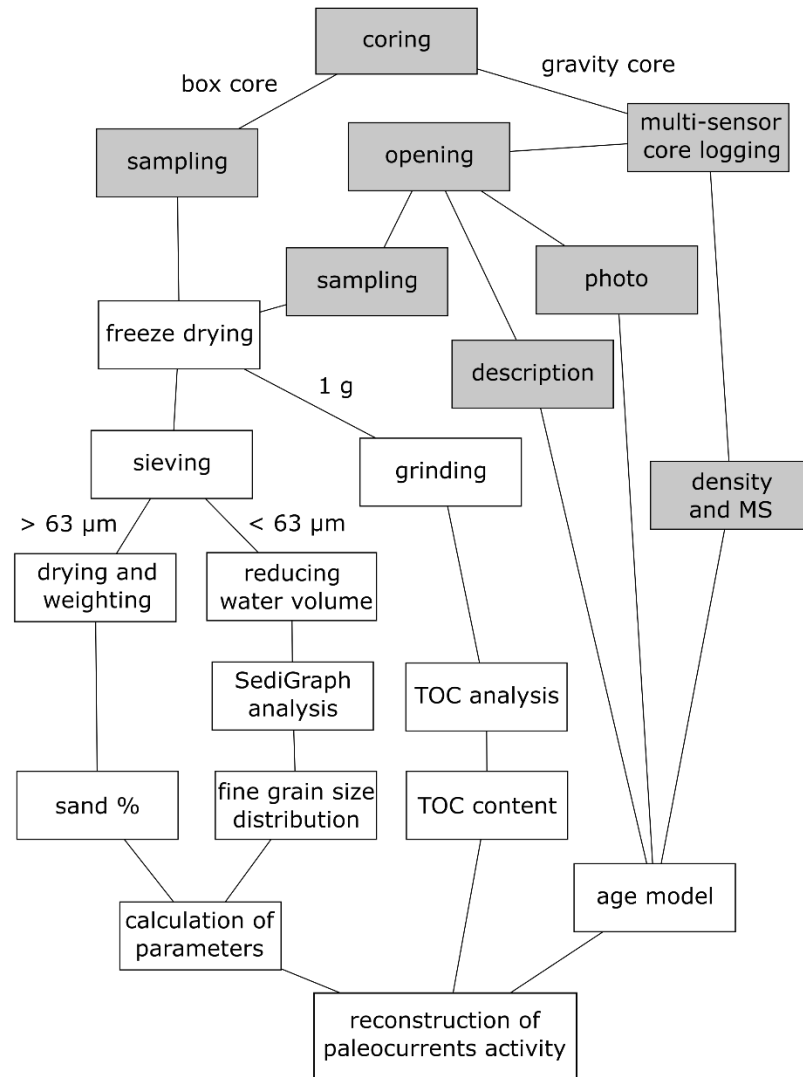 coring
box core
gravity core
multi-sensor
core logging
sampling
opening
sampling
photo
freeze drying
description
1 g
sieving
grinding
density
and MS
> 63 µm
< 63 µm
drying and
weighting
reducing
water volume
SediGraph
analysis
TOC analysis
sand %
fine grain size
distribution
TOC content
age model
calculation of
parameters
reconstruction of
paleocurrents activity